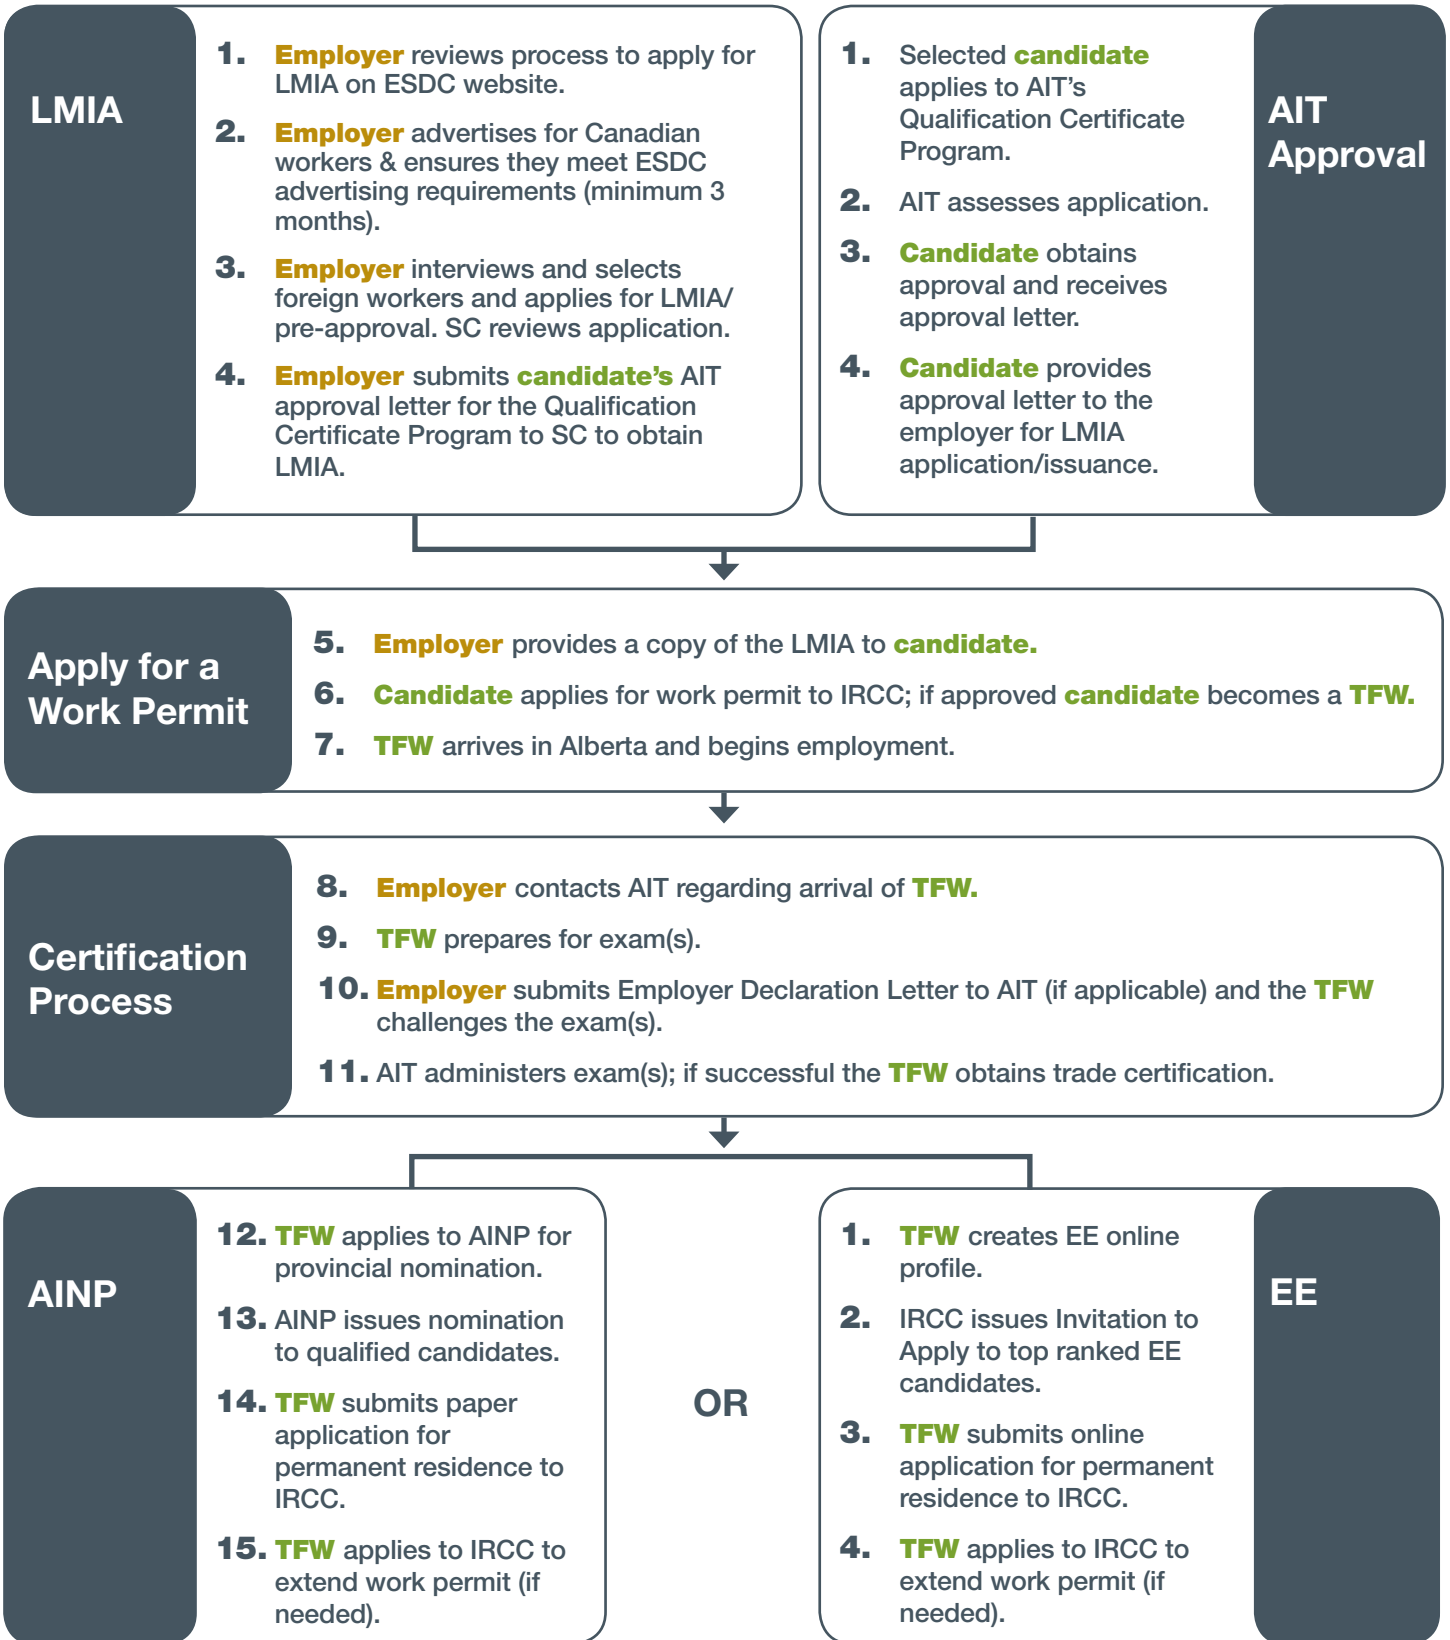 LMIA
1. Employer reviews process to apply for
LMIA on ESDC website.
2. Employer advertises for Canadian
workers & ensures they meet ESDC
advertising requirements (minimum 3
months).
3. Employer interviews and selects
foreign workers and applies for LMIA/
pre-approval. SC reviews application.
4. Employer submits candidate's AIT
approval letter for the Qualification
Certificate Program to SC to obtain
LMIA.
1. Selected candidate
applies to AIT's
Qualification Certificate
Program.
2. AIT assesses application.
3. Candidate obtains
approval and receives
approval letter.
4. Candidate provides
approval letter to the
employer for LMIA
application/issuance.
AIT
Approval
Apply for a
Work Permit
5. Employer provides a copy of the LMIA to candidate.
6. Candidate applies for work permit to IRCC; if approved candidate becomes a TFW.
7. TFW arrives in Alberta and begins employment.
Certification
Process
8. Employer contacts AIT regarding arrival of TFW.
9. TFW prepares for exam(s).
10. Employer submits Employer Declaration Letter to AIT (if applicable) and the TFW
challenges the exam(s).
11. AIT administers exam(s); if successful the TFW obtains trade certification.
AINP
12. TFW applies to AINP for
provincial nomination.
13. AINP issues nomination
to qualified candidates.
14. TFW submits paper
application for
permanent residence to
IRCC.
15. TFW applies to IRCC to
extend work permit (if
needed).
OR
1. TFW creates EE online
profile.
2. IRCC issues Invitation to
Apply to top ranked EE
candidates.
3. TFW submits online
application for permanent
residence to IRCC.
4. TFW applies to IRCC to
extend work permit (if
needed).
EE